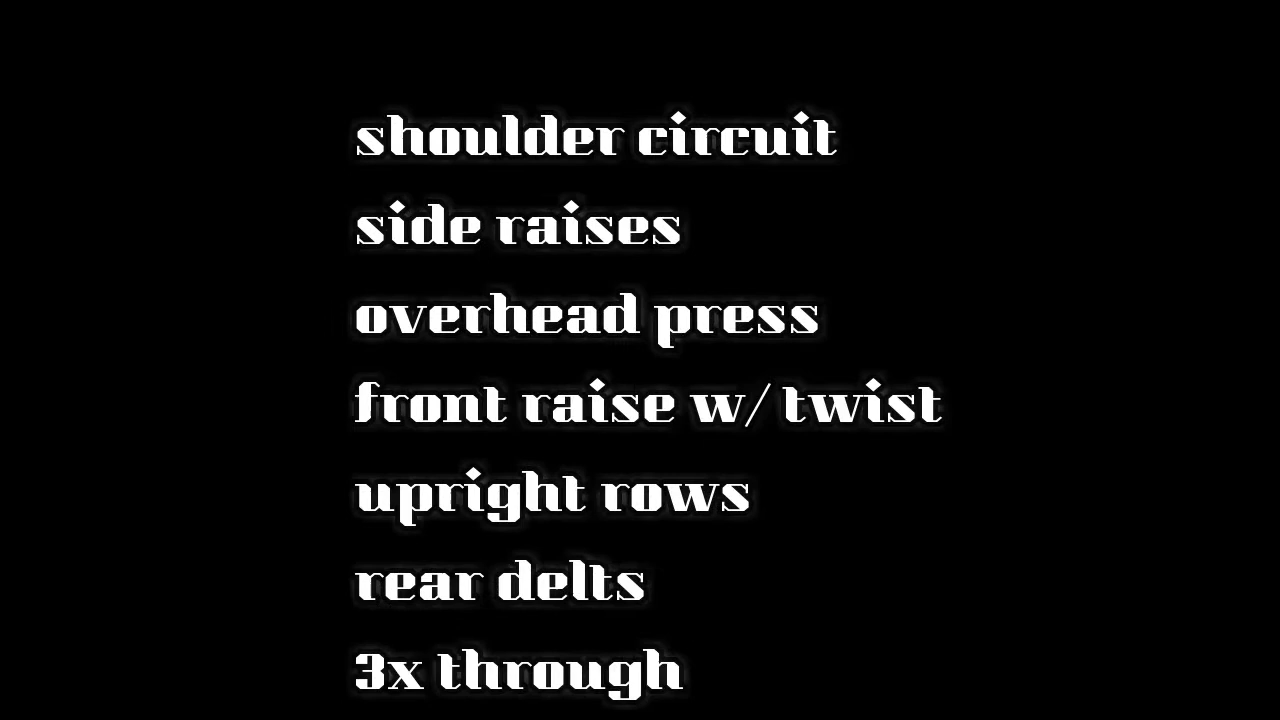 shoulder circuit
side raises
overhead press
front raise w/ twist
upright rows
rear delts
3x through